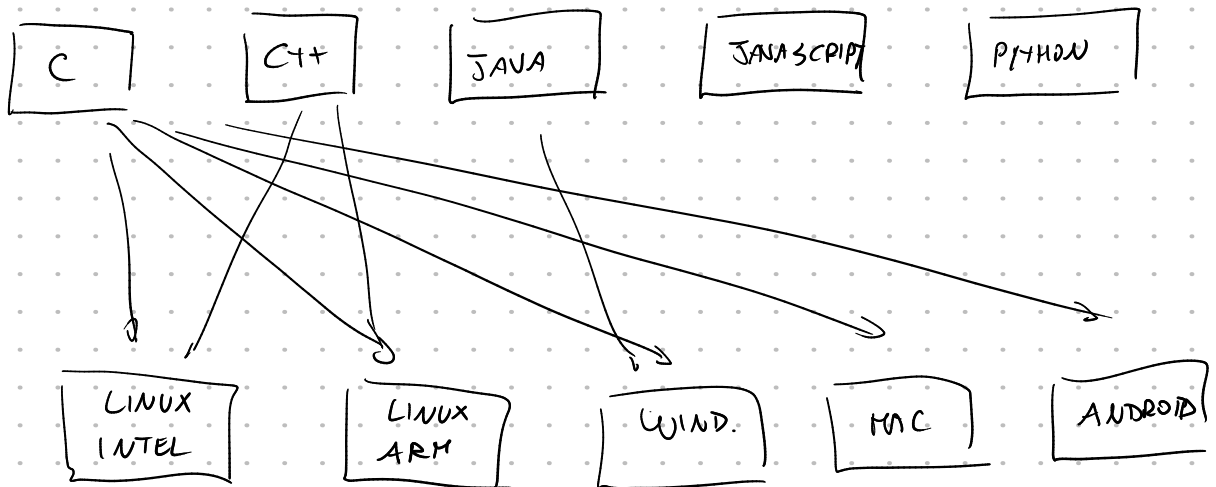 C
C++
JAVA
JAVASCRIPT
PYTHON
LINUX
INTEL
LINUX
ARM
WIND.
MAC
ANDROID